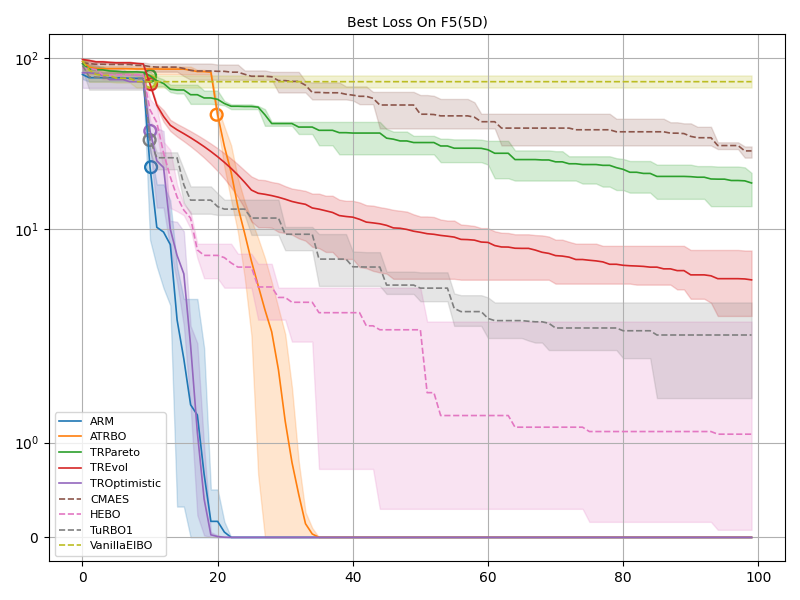 Best Loss On F5(5D)
10²
10¹
10⁰
0
ARM
ATRBO
TRPareto
TREvol
TROptimistic
CMAES
HEBO
TuRBO1
VanillaEIBO
0 20 40 60 80 100